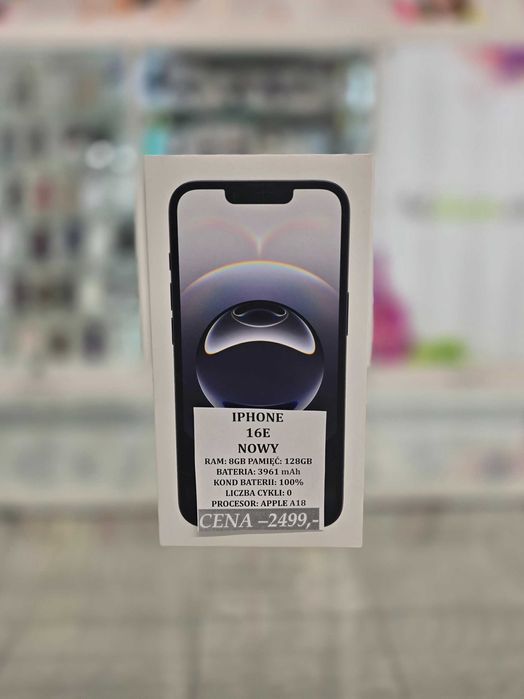 IPHONE
16E
NOWY
RAM: 8GB PAMIĘĆ: 128GB
BATERIA: 3961 mAh
KOND BATERII: 100%
LICZBA CYKLI: 0
PROCESOR: APPLE A18
CENA –2499,-